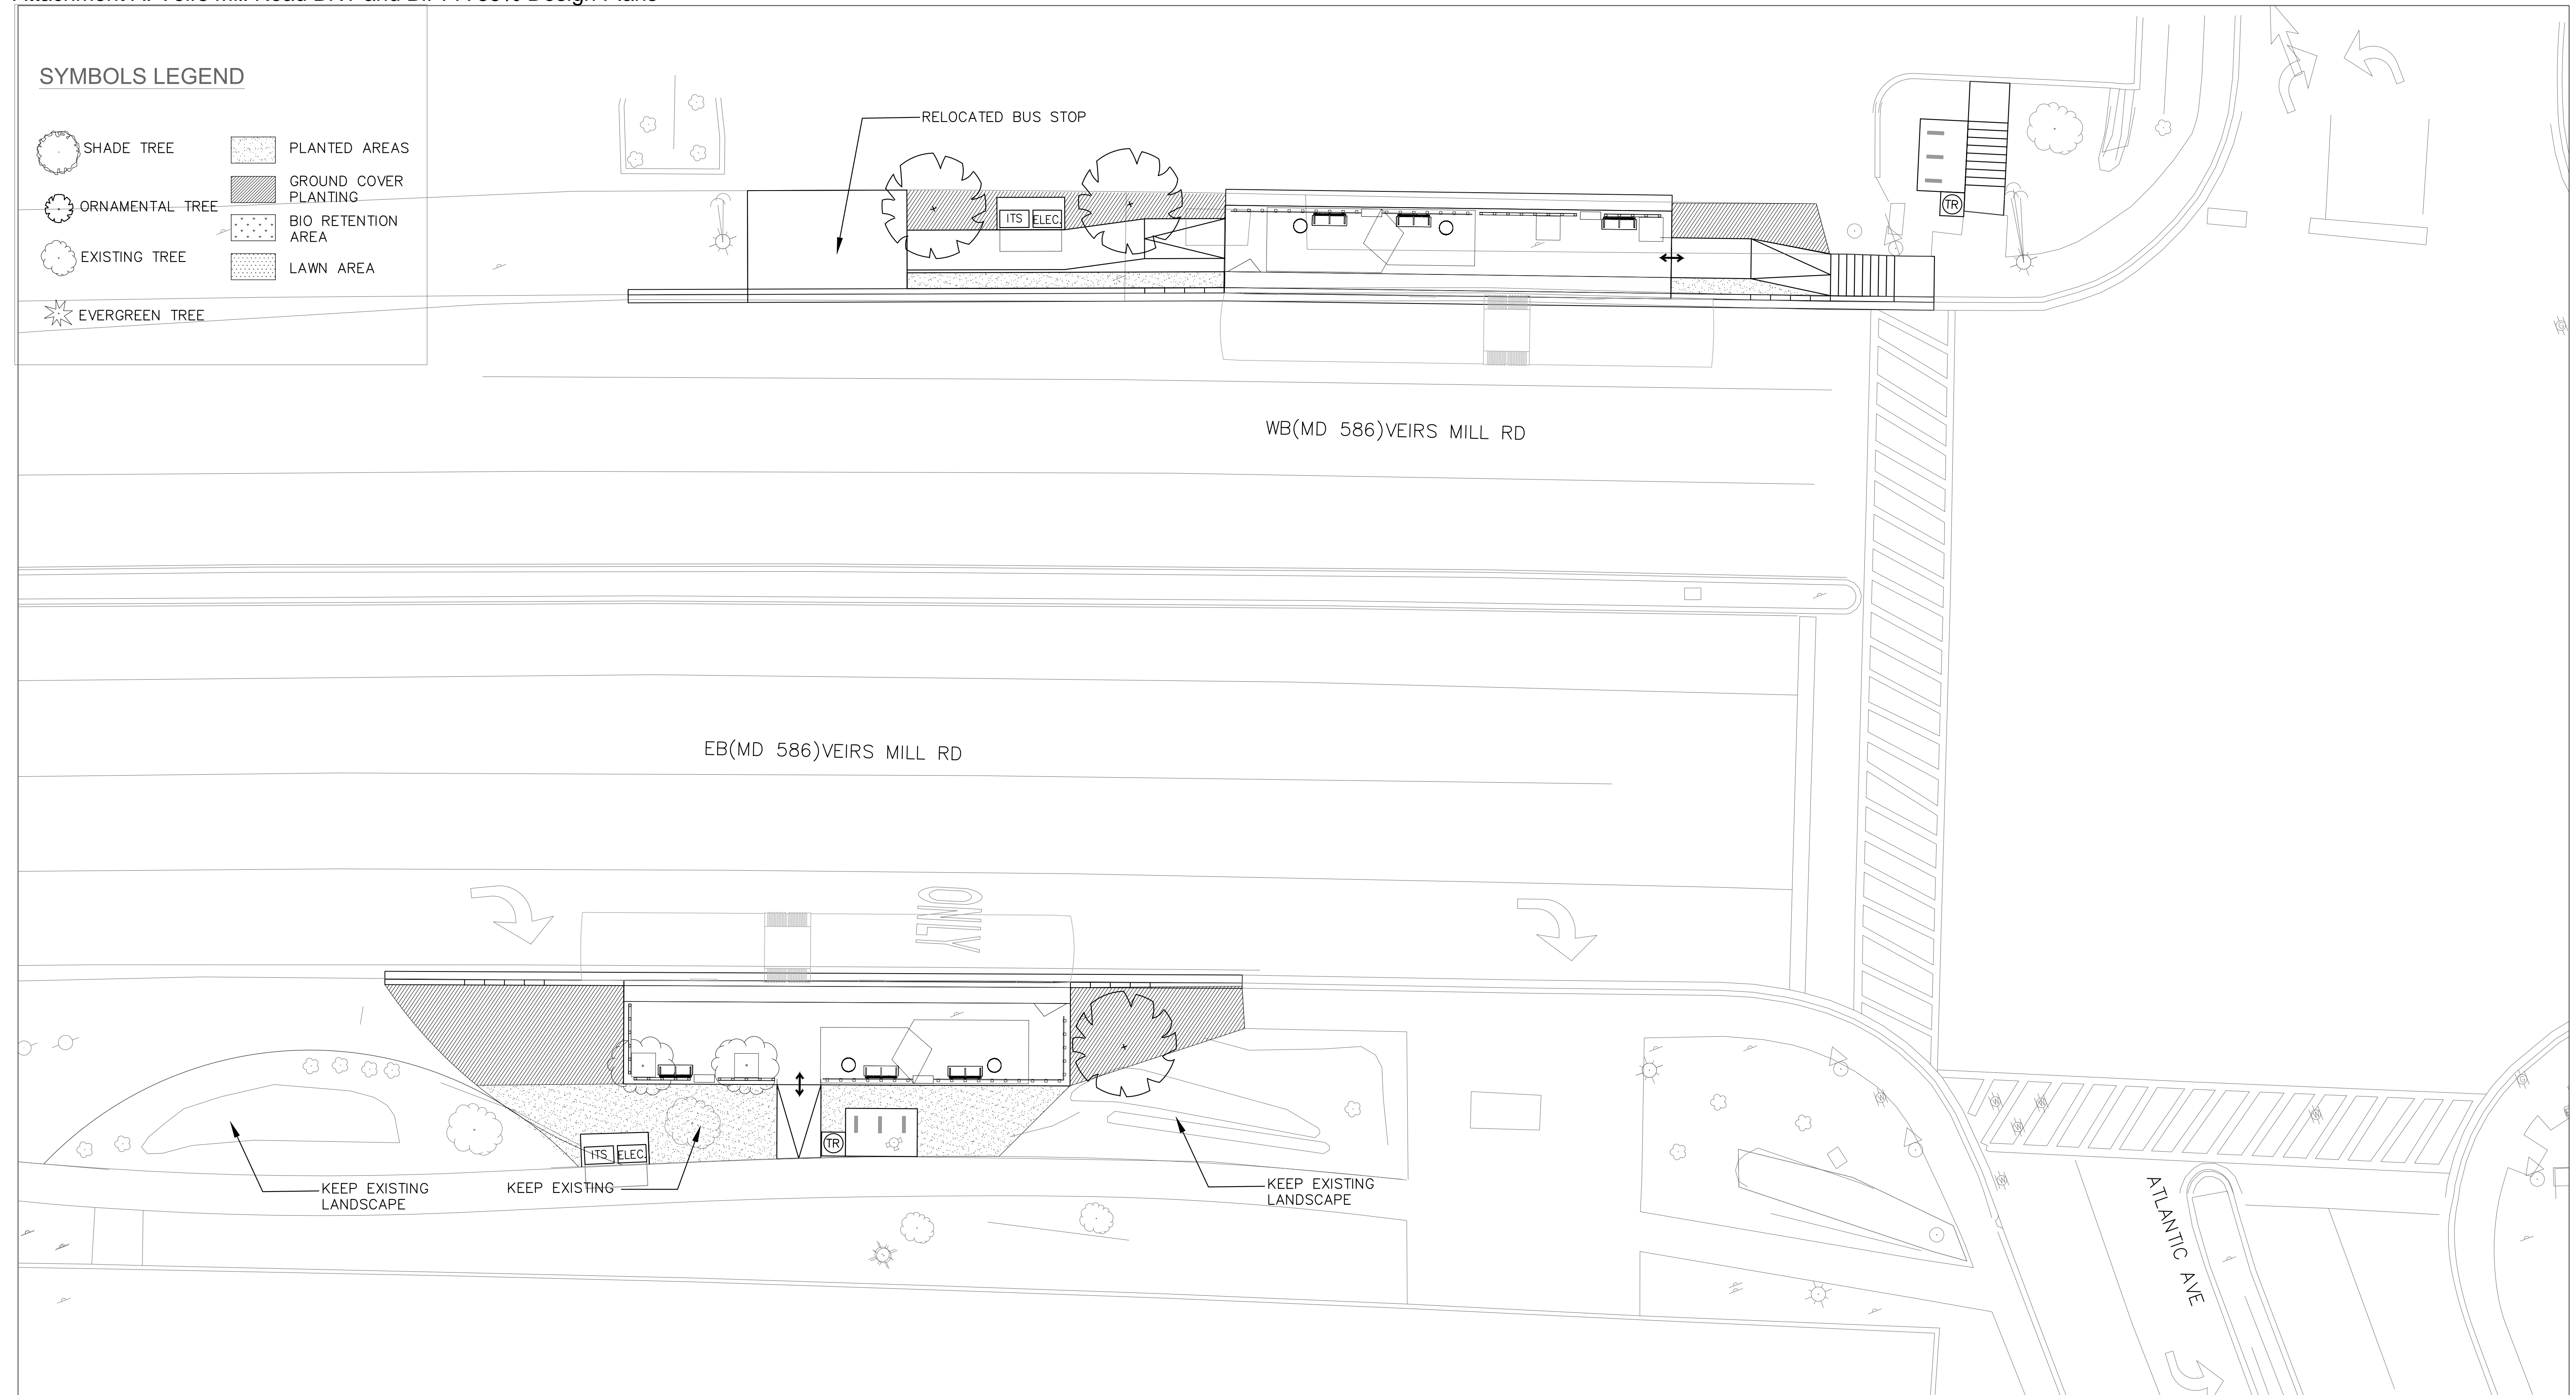 SYMBOLS LEGEND
SHADE TREE
ORNAMENTAL TREE
EXISTING TREE
EVERGREEN TREE
PLANTED AREAS
GROUND COVER
PLANTING
BIO RETENTION
AREA
LAWN AREA
RELOCATED BUS STOP
ITS
ELEC.
TR
WB(MD 586)VEIRS MILL RD
EB(MD 586)VEIRS MILL RD
ONLY
ITS
ELEC.
TR
KEEP EXISTING
LANDSCAPE
KEEP EXISTING
KEEP EXISTING
LANDSCAPE
ATLANTIC AVE
G
W
W
W
W
W
W
G